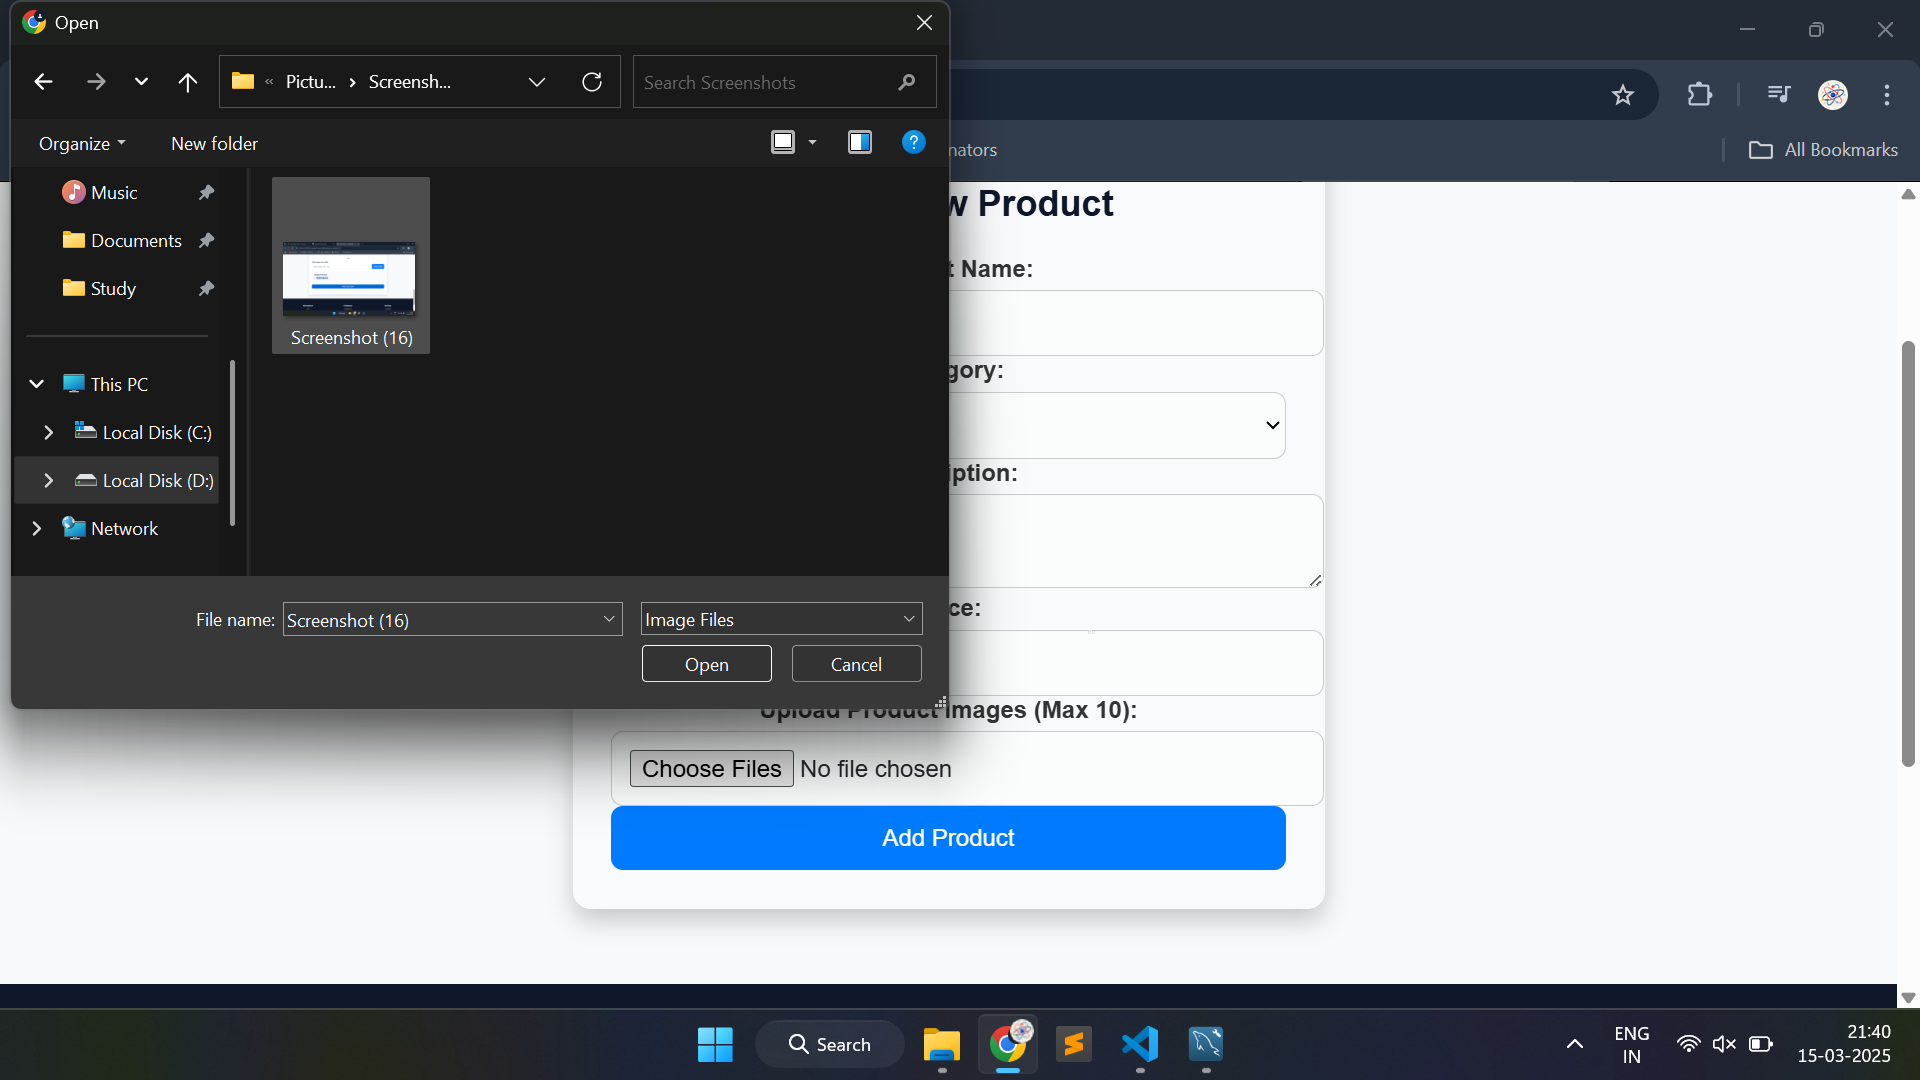 Open
Pictu...
Screensh...
Search Screenshots
Organize
New folder
nators
All Bookmarks
Music
Documents
Study
This PC
Local Disk (C:)
Local Disk (D:)
Network
Screenshot (16)
File name:
Screenshot (16)
Image Files
Open
Cancel
w Product
t Name:
gory:
iption:
ce:
Upload Product Images (Max 10):
Choose Files No file chosen
Add Product
Search
ENG
IN
21:40
15-03-2025